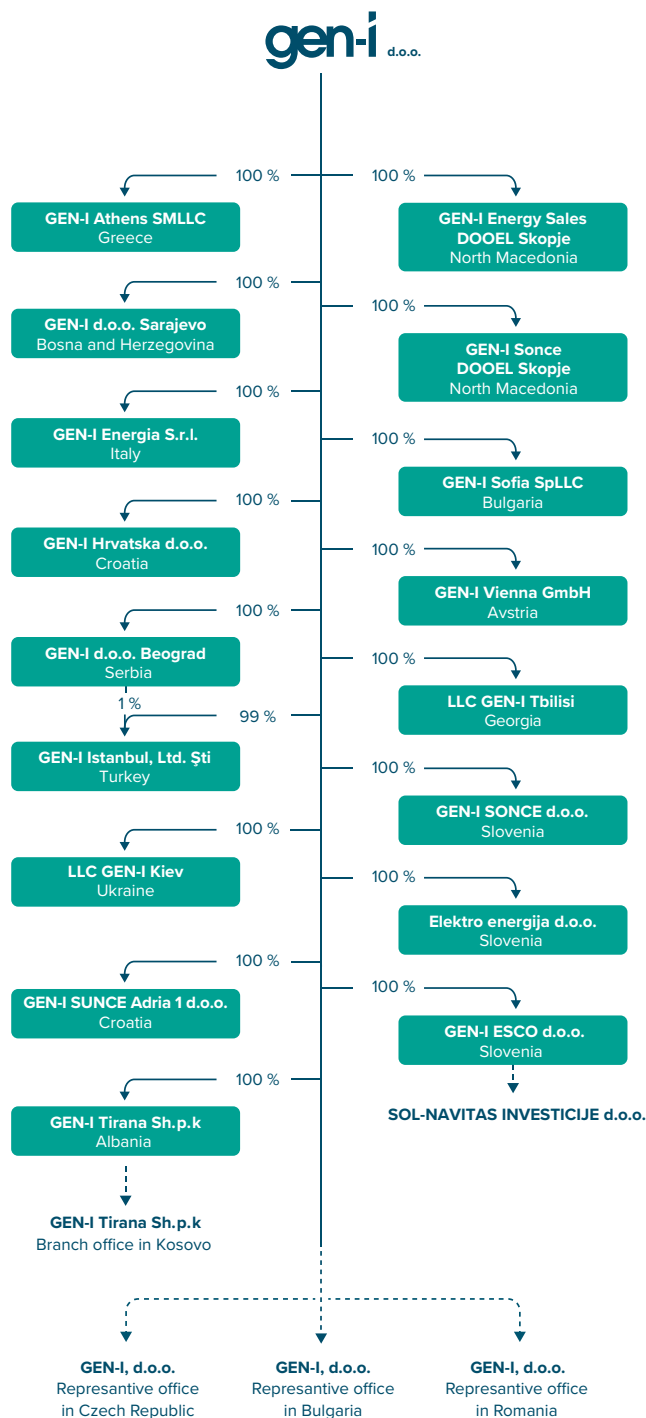 gen-i d.o.o.
100 %
GEN-I Athens SMLLC
Greece
100 %
GEN-I d.o.o. Sarajevo
Bosna and Herzegovina
100 %
GEN-I Energia S.r.l.
Italy
100 %
GEN-I Hrvatska d.o.o.
Croatia
100 %
GEN-I d.o.o. Beograd
Serbia
1 %
99 %
GEN-I Istanbul, Ltd. Şti
Turkey
100 %
LLC GEN-I Kiev
Ukraine
100 %
GEN-I SUNCE Adria 1 d.o.o.
Croatia
100 %
GEN-I Tirana Sh.p.k
Albania
GEN-I Tirana Sh.p.k
Branch office in Kosovo
100 %
GEN-I Energy Sales
DOOEL Skopje
North Macedonia
100 %
GEN-I Sonce
DOOEL Skopje
North Macedonia
100 %
GEN-I Sofia SpLLC
Bulgaria
100 %
GEN-I Vienna GmbH
Avstria
100 %
LLC GEN-I Tbilisi
Georgia
100 %
GEN-I SONCE d.o.o.
Slovenia
100 %
Elektro energija d.o.o.
Slovenia
100 %
GEN-I ESCO d.o.o.
Slovenia
SOL-NAVITAS INVESTICIJE d.o.o.
GEN-I, d.o.o.
Represantive office
in Czech Republic
GEN-I, d.o.o.
Represantive office
in Bulgaria
GEN-I, d.o.o.
Represantive office
in Romania